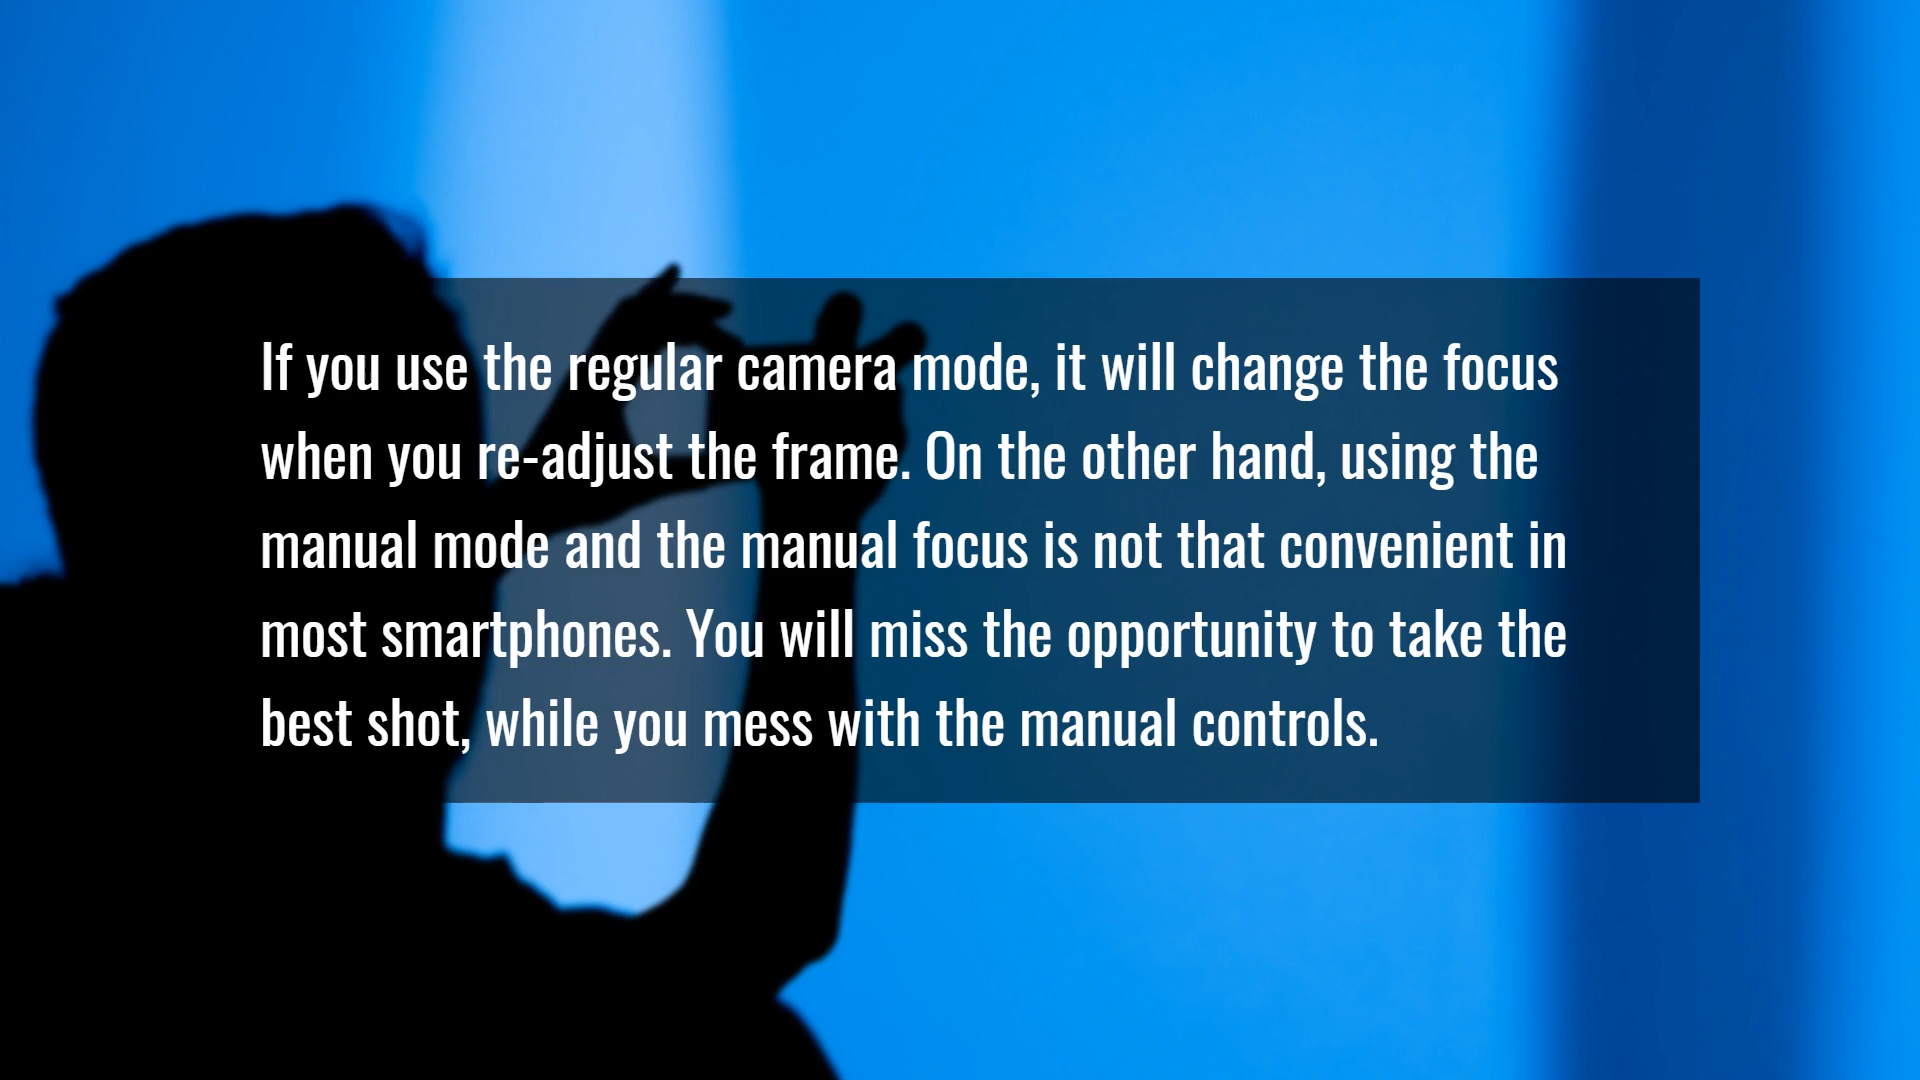 If you use the regular camera mode, it will change the focus
when you re-adjust the frame. On the other hand, using the
manual mode and the manual focus is not that convenient in
most smartphones. You will miss the opportunity to take the
best shot, while you mess with the manual controls.